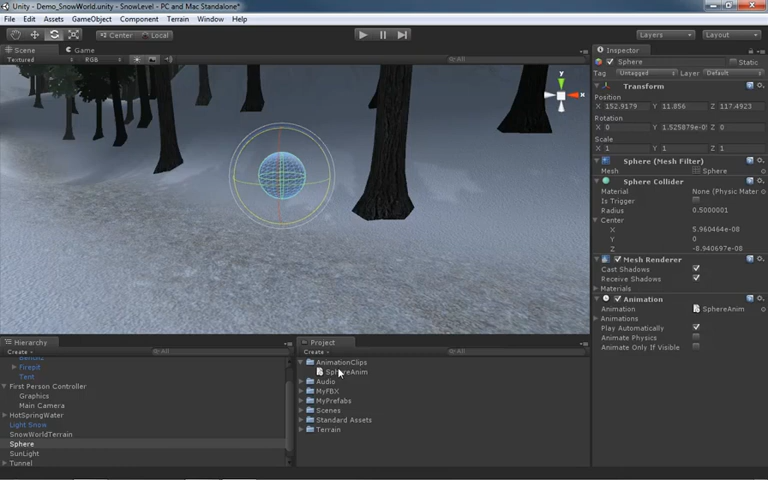 Unity - Demo_SnowWorld.unity - SnowLevel - PC and Mac Standalone*
File Edit Assets GameObject Component Terrain Window Help
Center Local Layers Layout
Scene Game
Textured RGB All
y
x
Inspector
Sphere Static
Tag Untagged Layer Default
Transform
Position
X 152.9179 Y 11.856 Z 117.4923
Rotation
X 0 Y 1.525879e-0 Z 0
Scale
X 1 Y 1 Z 1
Sphere (Mesh Filter)
Mesh Sphere
Sphere Collider
Material None (Physic Mater
Is Trigger
Radius 0.5000001
Center
X 5.960464e-08
Y 0
Z -8.940697e-08
Mesh Renderer
Cast Shadows
Receive Shadows
Materials
Animation
Animation SphereAnim
Animations
Play Automatically
Animate Physics
Animate Only If Visible
Hierarchy
Create All
Firepit
Tent
First Person Controller
Graphics
Main Camera
HotSpringWater
Light Snow
SnowWorldTerrain
Sphere
SunLight
Tunnel
Project
Create All
AnimationClips
SphereAnim
Audio
MyFBX
MyPrefabs
Scenes
Standard Assets
Terrain